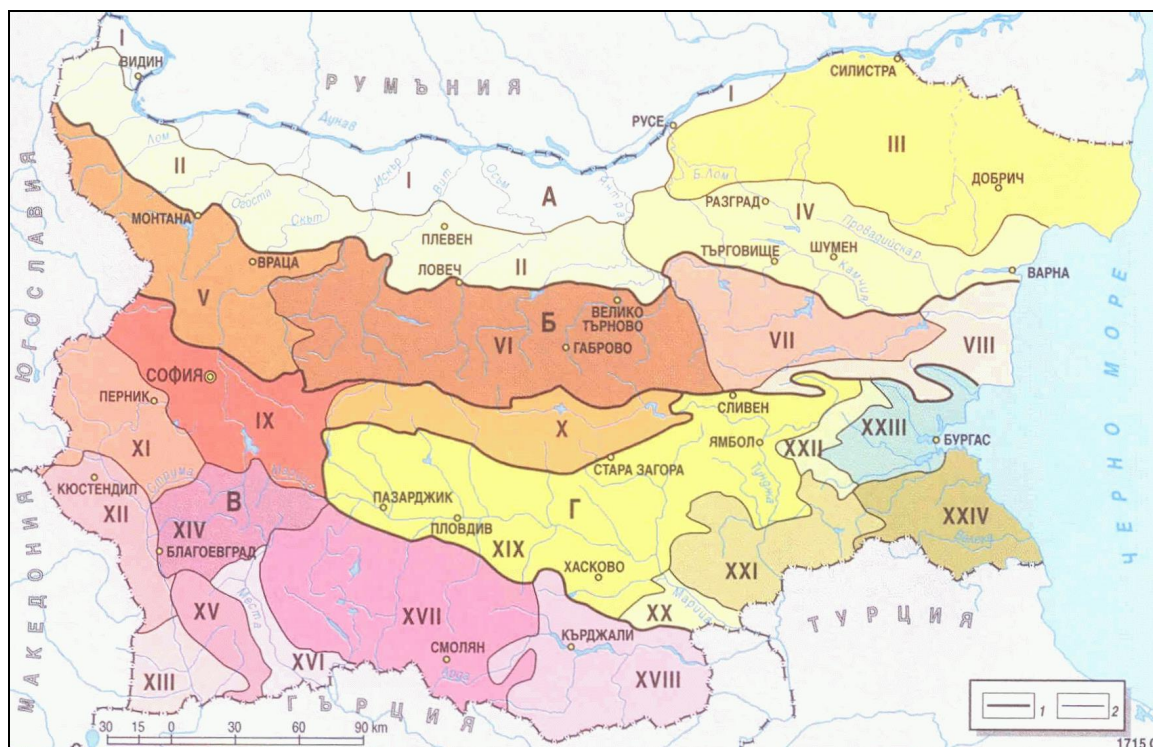 I
ВИДИН
РУМЪНИЯ
СИЛИСТРА
I
Дунав
РУСЕ
III
Лом
II
I
Искър
Вит
Осъм
А
Янтра
Б.Лом
ДОБРИЧ
РАЗГРАД
IV
Огоста
Скът
МОНТАНА
ПЛЕВЕН
Провадийска р.
ТЪРГОВИЩЕ
ШУМЕН
II
ВРАЦА
ЛОВЕЧ
Камчия
ВАРНА
ЮГОСЛАВИЯ
V
Б
ВЕЛИКО
ТЪРНОВО
VI
ГАБРОВО
VII
VIII
ЧЕРНО МОРЕ
СОФИЯ
ПЕРНИК
IX
X
СЛИВЕН
XXIII
ЯМБОЛ
XXII
БУРГАС
XI
СТАРА ЗАГОРА
Тунджа
КЮСТЕНДИЛ
Струма
Марица
ПАЗАРДЖИК
XII
В
XIV
Г
ПЛОВДИВ
XXIV
БЛАГОЕВГРАД
XIX
ХАСКОВО
XXI
XV
Места
XVII
XX
Марица
ТУРЦИЯ
МАКЕДОНИЯ
КЪРДЖАЛИ
СМОЛЯН
XVI
Арда
XIII
XVIII
ГЪРЦИЯ
1
2
30 15 0 30 60 90 km
1715 С